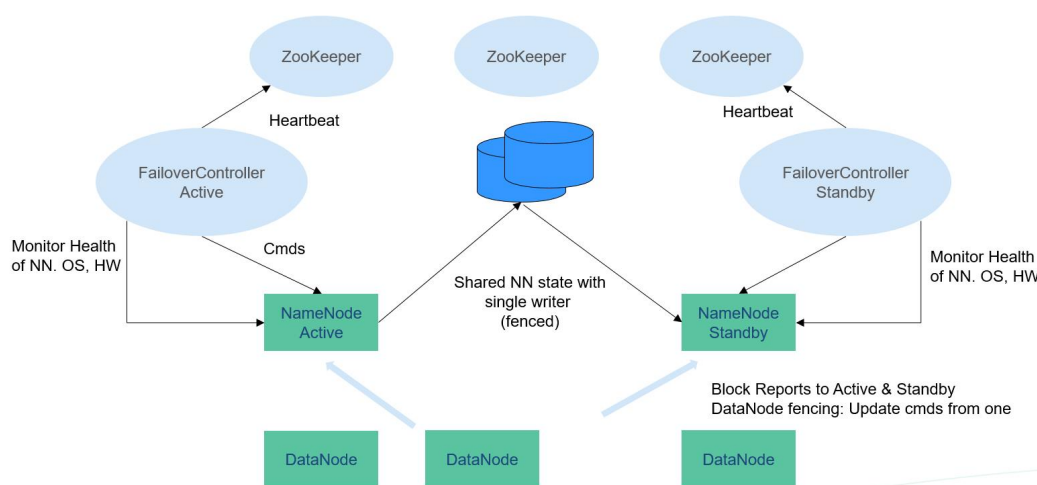 ZooKeeper
ZooKeeper
ZooKeeper
Heartbeat
Heartbeat
FailoverController
Active
FailoverController
Standby
Monitor Health
of NN. OS, HW
Cmds
Monitor Health
of NN. OS, HW
Shared NN state with
single writer
(fenced)
NameNode
Active
NameNode
Standby
Block Reports to Active & Standby
DataNode fencing: Update cmds from one
DataNode
DataNode
DataNode